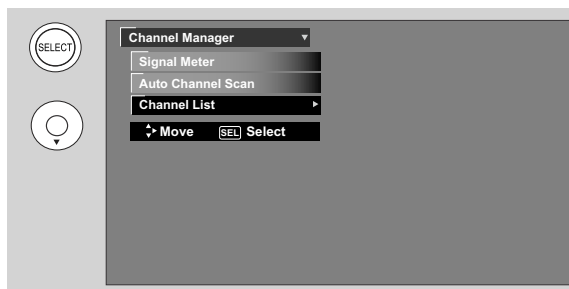 SELECT
Channel Manager
Signal Meter
Auto Channel Scan
Channel List
Move SEL Select